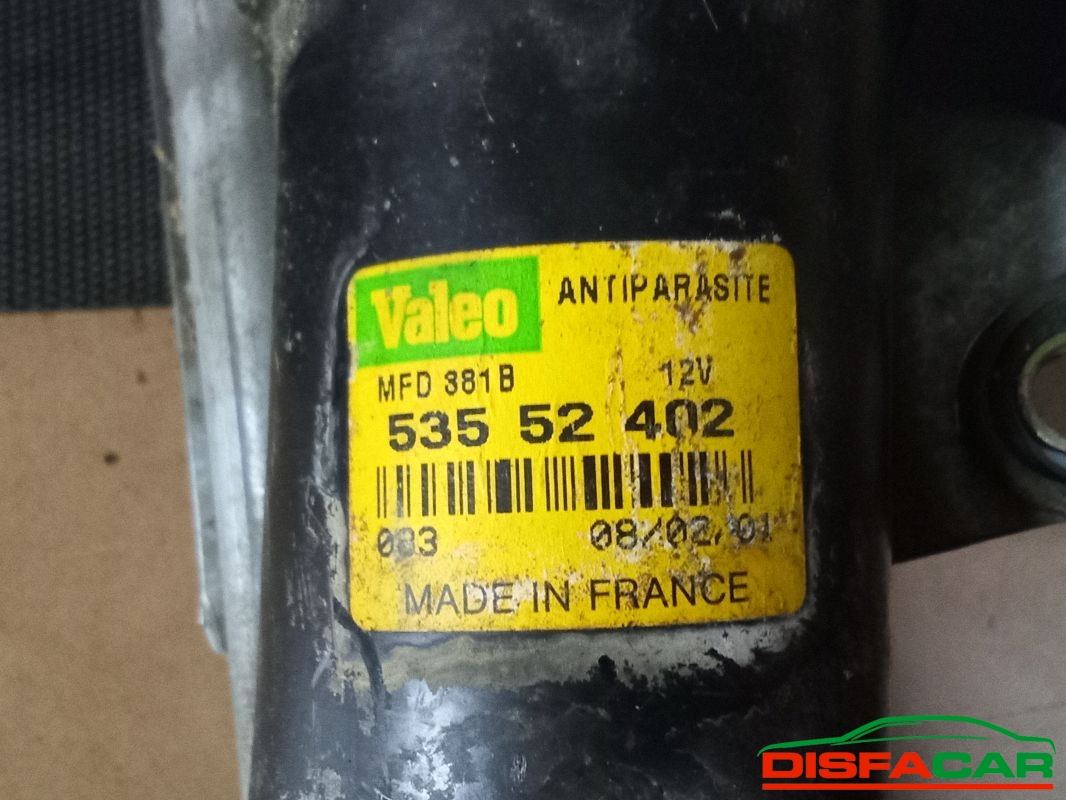 Valeo ANTIPARASITE
MFD 381B 12V
535 52 402
083 08/02/01
MADE IN FRANCE
DISFACAR